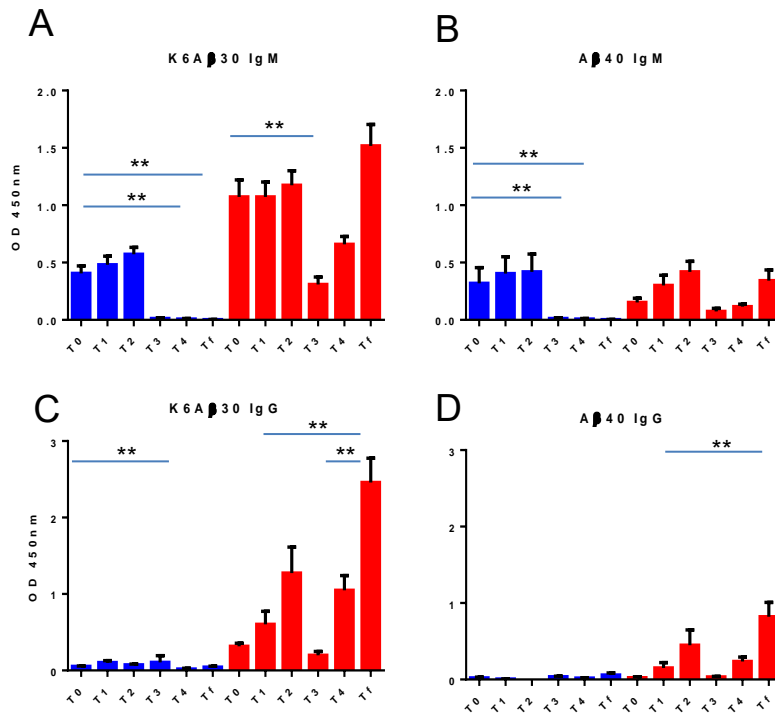 A
B
K6Aβ30 IgM
Aβ40 IgM
2.0
1.5
1.0
0.5
0.0
OD 450nm
**
**
**
T0 T1 T2 T3 T4 Tf T0 T1 T2 T3 T4 Tf
2.0
1.5
1.0
0.5
0.0
**
**
T0 T1 T2 T3 T4 Tf T0 T1 T2 T3 T4 Tf
C
D
K6Aβ30 IgG
Aβ40 IgG
3
2
1
0
OD 450nm
**
**
**
T0 T1 T2 T3 T4 Tf T0 T1 T2 T3 T4 Tf
3
2
1
0
**
T0 T1 T2 T3 T4 Tf T0 T1 T2 T3 T4 Tf